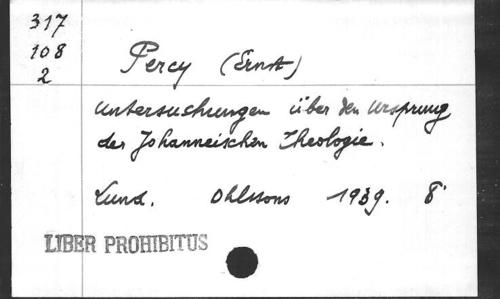 317
108
2
Percy (Ernst)
Untersuchungen über den Ursprung
der Johanneischen Theologie.
Lund. Ohlssons 1939. 8°
LIBER PROHIBITUS